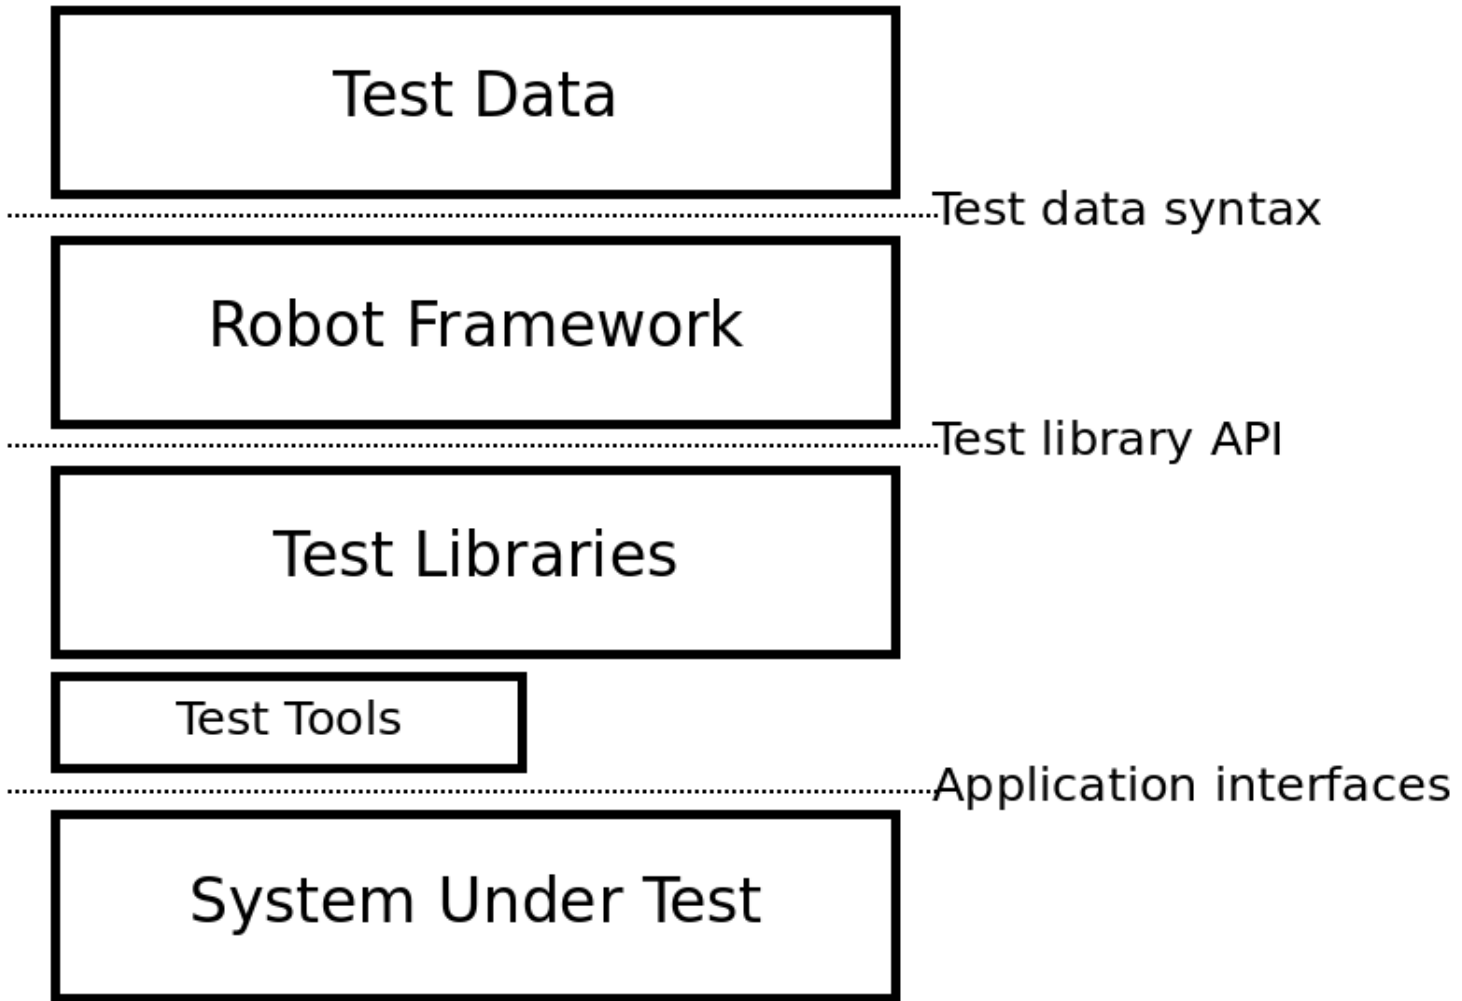 Test Data
Test data syntax
Robot Framework
Test library API
Test Libraries
Test Tools
Application interfaces
System Under Test